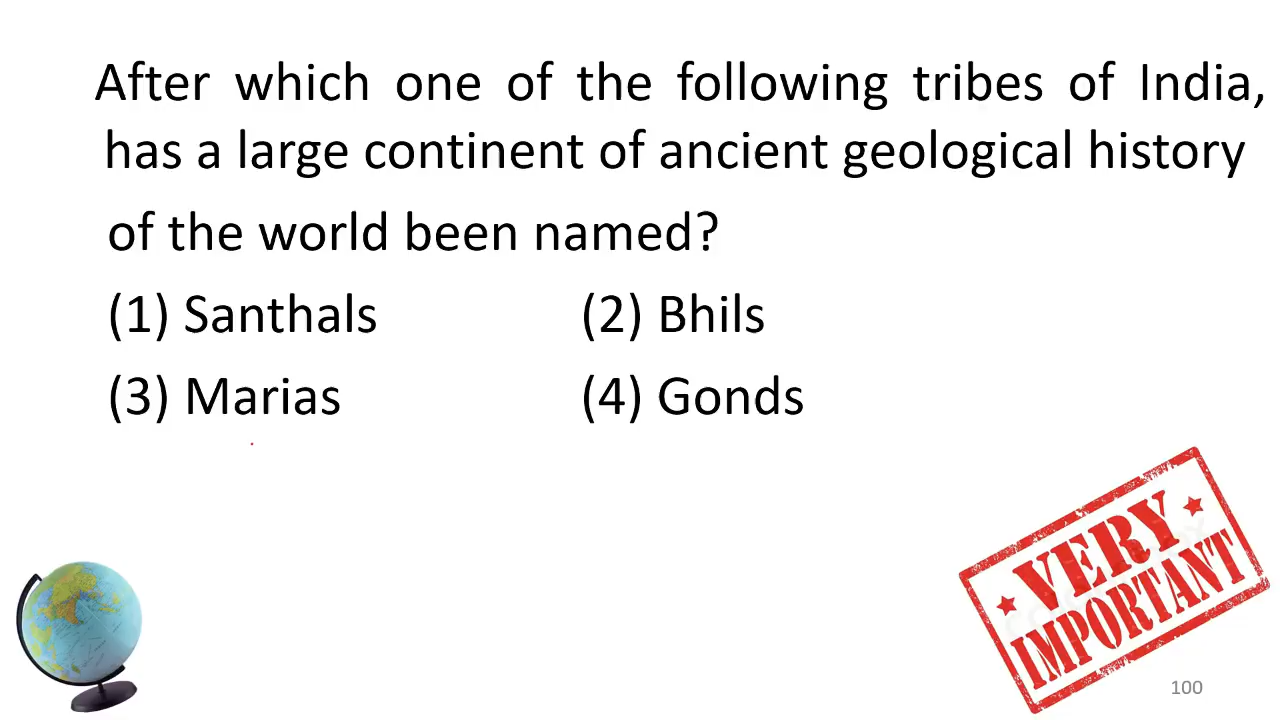 After which one of the following tribes of India,
has a large continent of ancient geological history
of the world been named?
(1) Santhals (2) Bhils
(3) Marias (4) Gonds
VERY
IMPORTANT
100